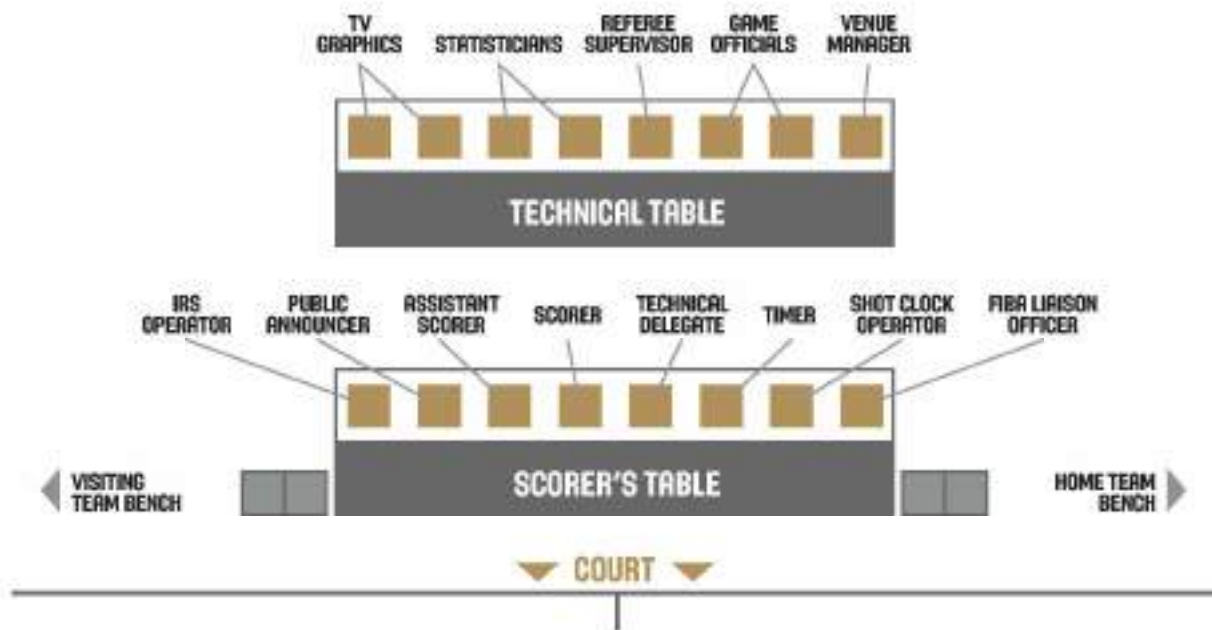 TV
GRAPHICS
STATISTICIANS
REFEREE
SUPERVISOR
GAME
OFFICIALS
VENUE
MANAGER
TECHNICAL TABLE
IRS
OPERATOR
PUBLIC
ANNOUNCER
ASSISTANT
SCORER
SCORER
TECHNICAL
DELEGATE
TIMER
SHOT CLOCK
OPERATOR
FIBA LIAISON
OFFICER
SCORER'S TABLE
VISITING
TEAM BENCH
HOME TEAM
BENCH
COURT